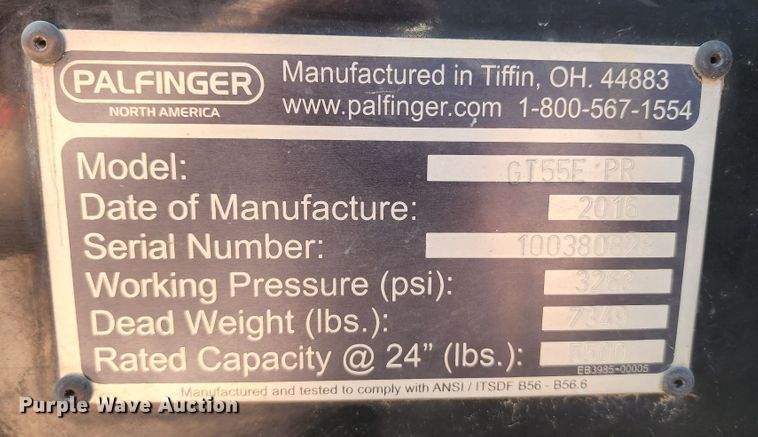 PALFINGER
NORTH AMERICA
Manufactured in Tiffin, OH. 44883
www.palfinger.com 1-800-567-1554
Model: GT55E PR
Date of Manufacture: 2016
Serial Number:
Working Pressure (psi):
Dead Weight (lbs.):
Rated Capacity @ 24" (lbs.):
EB3985-00005
Manufactured and tested to comply with ANSI / ITSDF B56 - B56.6
Purple Wave Auction